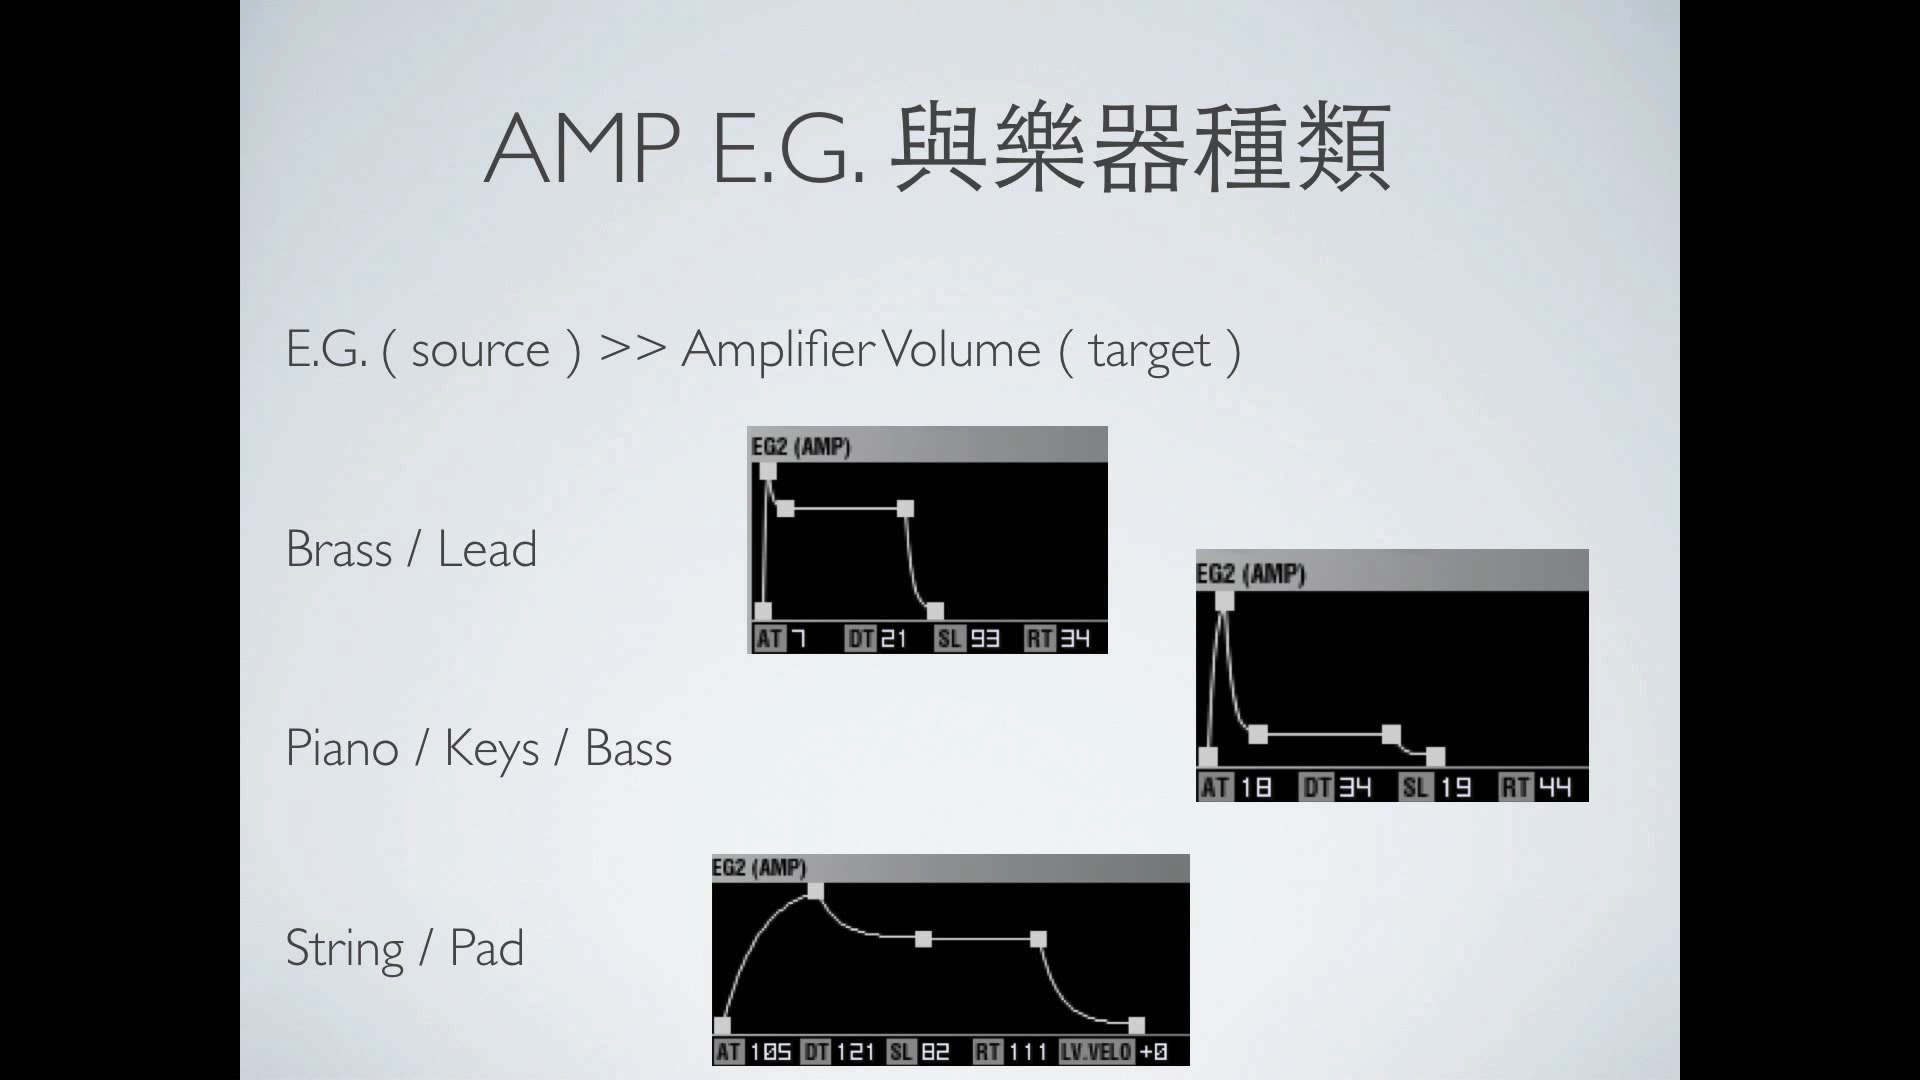 AMP E.G. 與樂器種類
E.G. ( source ) >> Amplifier Volume ( target )
EG2 (AMP)
Brass / Lead
AT 7 DT 21 SL 93 RT 34
EG2 (AMP)
Piano / Keys / Bass
AT 18 DT 34 SL 19 RT 44
EG2 (AMP)
String / Pad
AT 105 DT 121 SL 82 RT 111 LV.VELO +0